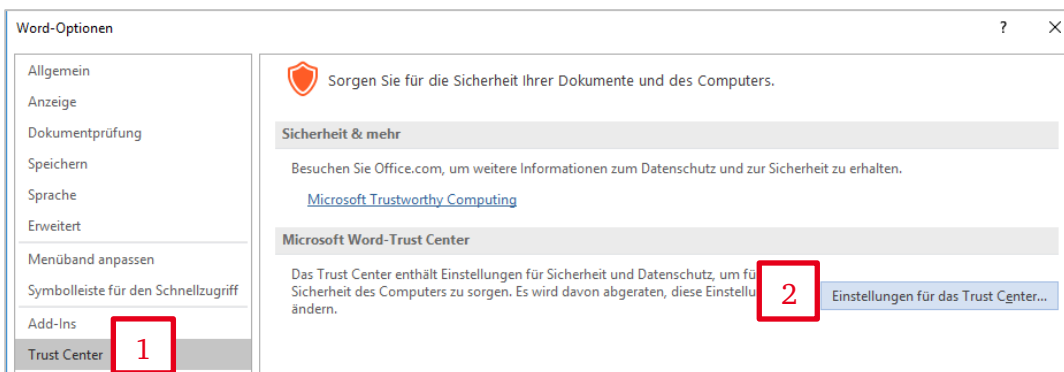 Word-Optionen
?
Allgemein
Anzeige
Dokumentprüfung
Speichern
Sprache
Erweitert
Menüband anpassen
Symbolleiste für den Schnellzugriff
Add-Ins
Trust Center
1
Sorgen Sie für die Sicherheit Ihrer Dokumente und des Computers.
Sicherheit & mehr
Besuchen Sie Office.com, um weitere Informationen zum Datenschutz und zur Sicherheit zu erhalten.
Microsoft Trustworthy Computing
Microsoft Word-Trust Center
Das Trust Center enthält Einstellungen für Sicherheit und Datenschutz, um
Sicherheit des Computers zu sorgen. Es wird davon abgeraten, diese
ändern.
2
Einstellungen für das Trust Center...